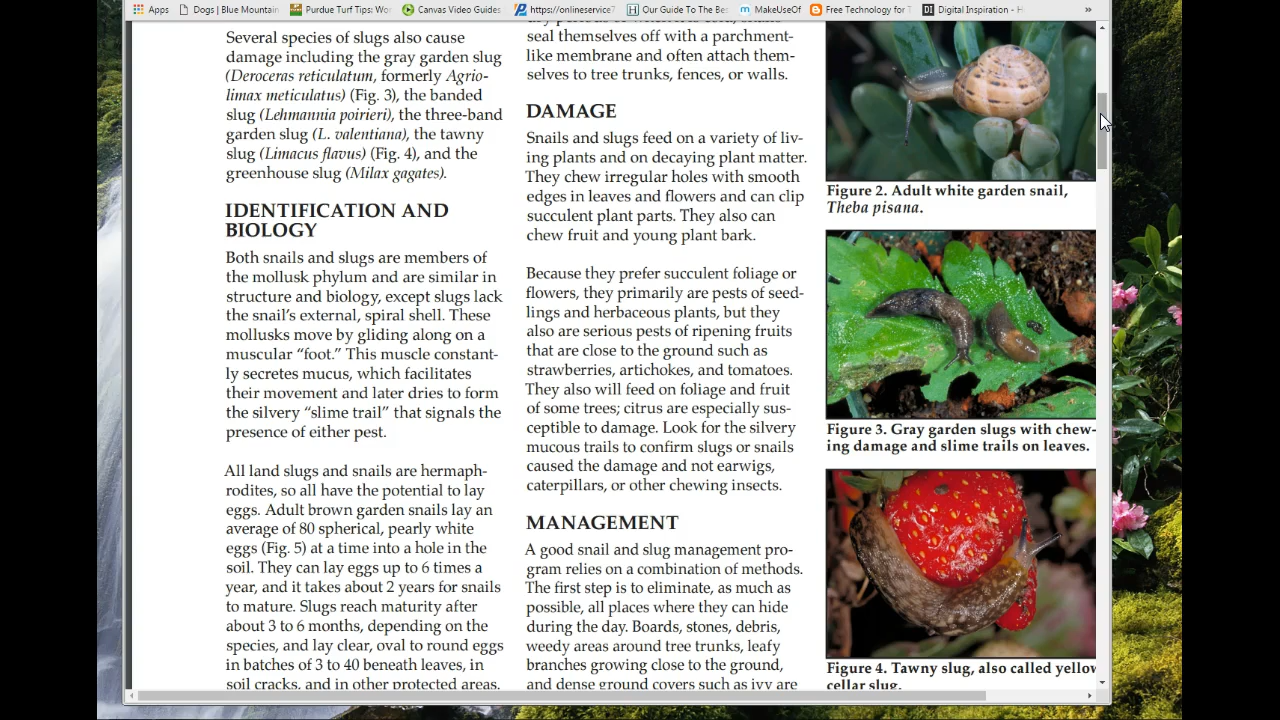 Apps
Dogs | Blue Mountain
Purdue Turf Tips: Wo
Canvas Video Guides
https://onlineservice
Our Guide To The Bes
MakeUseOf
Free Technology for T
Digital Inspiration - H
»
Several species of slugs also cause
damage including the gray garden slug
(Deroceras reticulatum, formerly Agrio-
limax meticulatus) (Fig. 3), the banded
slug (Lehmannia poirieri), the three-band
garden slug (L. valentiana), the tawny
slug (Limacus flavus) (Fig. 4), and the
greenhouse slug (Milax gagates).
IDENTIFICATION AND
BIOLOGY
Both snails and slugs are members of
the mollusk phylum and are similar in
structure and biology, except slugs lack
the snail's external, spiral shell. These
mollusks move by gliding along on a
muscular “foot.” This muscle constant-
ly secretes mucus, which facilitates
their movement and later dries to form
the silvery “slime trail” that signals the
presence of either pest.
All land slugs and snails are hermaph-
rodites, so all have the potential to lay
eggs. Adult brown garden snails lay an
average of 80 spherical, pearly white
eggs (Fig. 5) at a time into a hole in the
soil. They can lay eggs up to 6 times a
year, and it takes about 2 years for snails
to mature. Slugs reach maturity after
about 3 to 6 months, depending on the
species, and lay clear, oval to round eggs
in batches of 3 to 40 beneath leaves, in
soil cracks, and in other protected areas.
seal themselves off with a parchment-
like membrane and often attach them-
selves to tree trunks, fences, or walls.
DAMAGE
Snails and slugs feed on a variety of liv-
ing plants and on decaying plant matter.
They chew irregular holes with smooth
edges in leaves and flowers and can clip
succulent plant parts. They also can
chew fruit and young plant bark.
Because they prefer succulent foliage or
flowers, they primarily are pests of seed-
lings and herbaceous plants, but they
also are serious pests of ripening fruits
that are close to the ground such as
strawberries, artichokes, and tomatoes.
They also will feed on foliage and fruit
of some trees; citrus are especially sus-
ceptible to damage. Look for the silvery
mucous trails to confirm slugs or snails
caused the damage and not earwigs,
caterpillars, or other chewing insects.
MANAGEMENT
A good snail and slug management pro-
gram relies on a combination of methods.
The first step is to eliminate, as much as
possible, all places where they can hide
during the day. Boards, stones, debris,
weedy areas around tree trunks, leafy
branches growing close to the ground,
and dense ground covers such as ivy are
Figure 2. Adult white garden snail,
Theba pisana.
Figure 3. Gray garden slugs with chew-
ing damage and slime trails on leaves.
Figure 4. Tawny slug, also called yellow
cellar slug.